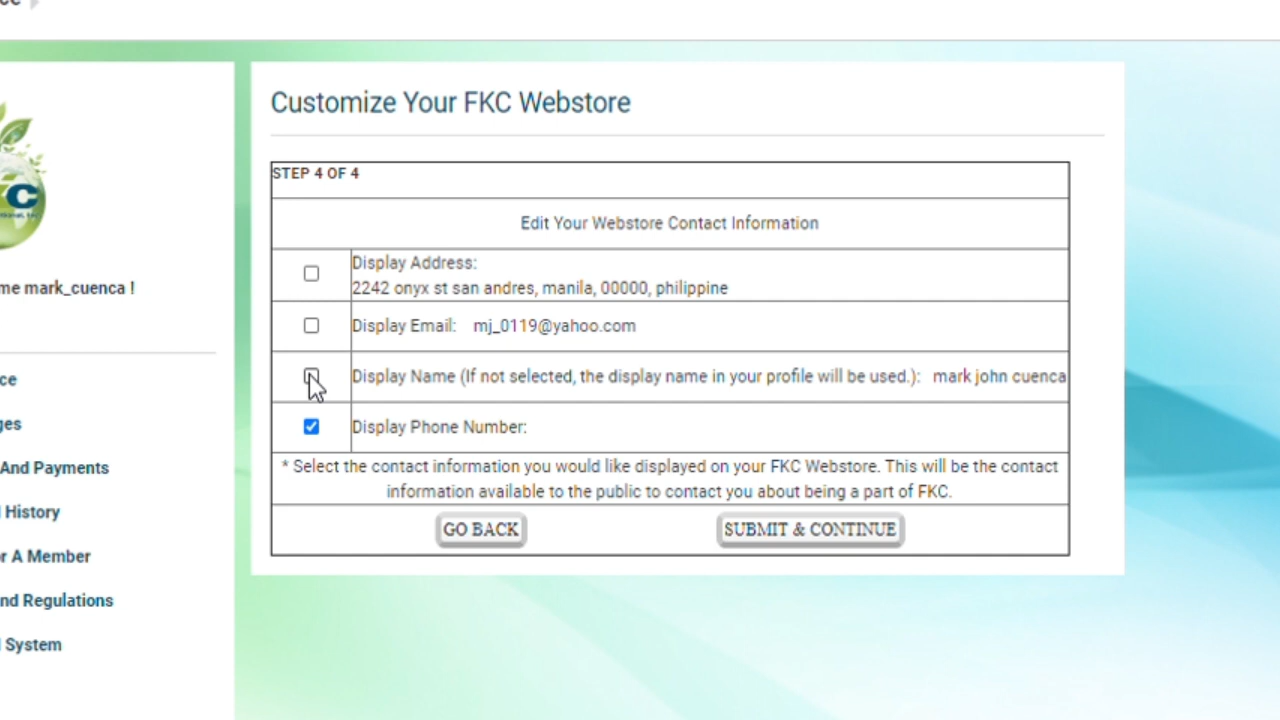 Customize Your FKC Webstore
STEP 4 OF 4
Edit Your Webstore Contact Information
Display Address:
2242 onyx st san andres, manila, 00000, philippine
Display Email: mj_0119@yahoo.com
Display Name (If not selected, the display name in your profile will be used.): mark john cuenca
Display Phone Number:
* Select the contact information you would like displayed on your FKC Webstore. This will be the contact
information available to the public to contact you about being a part of FKC.
GO BACK
SUBMIT & CONTINUE
C
me mark_cuenca !
ce
ges
And Payments
History
or A Member
nd Regulations
System